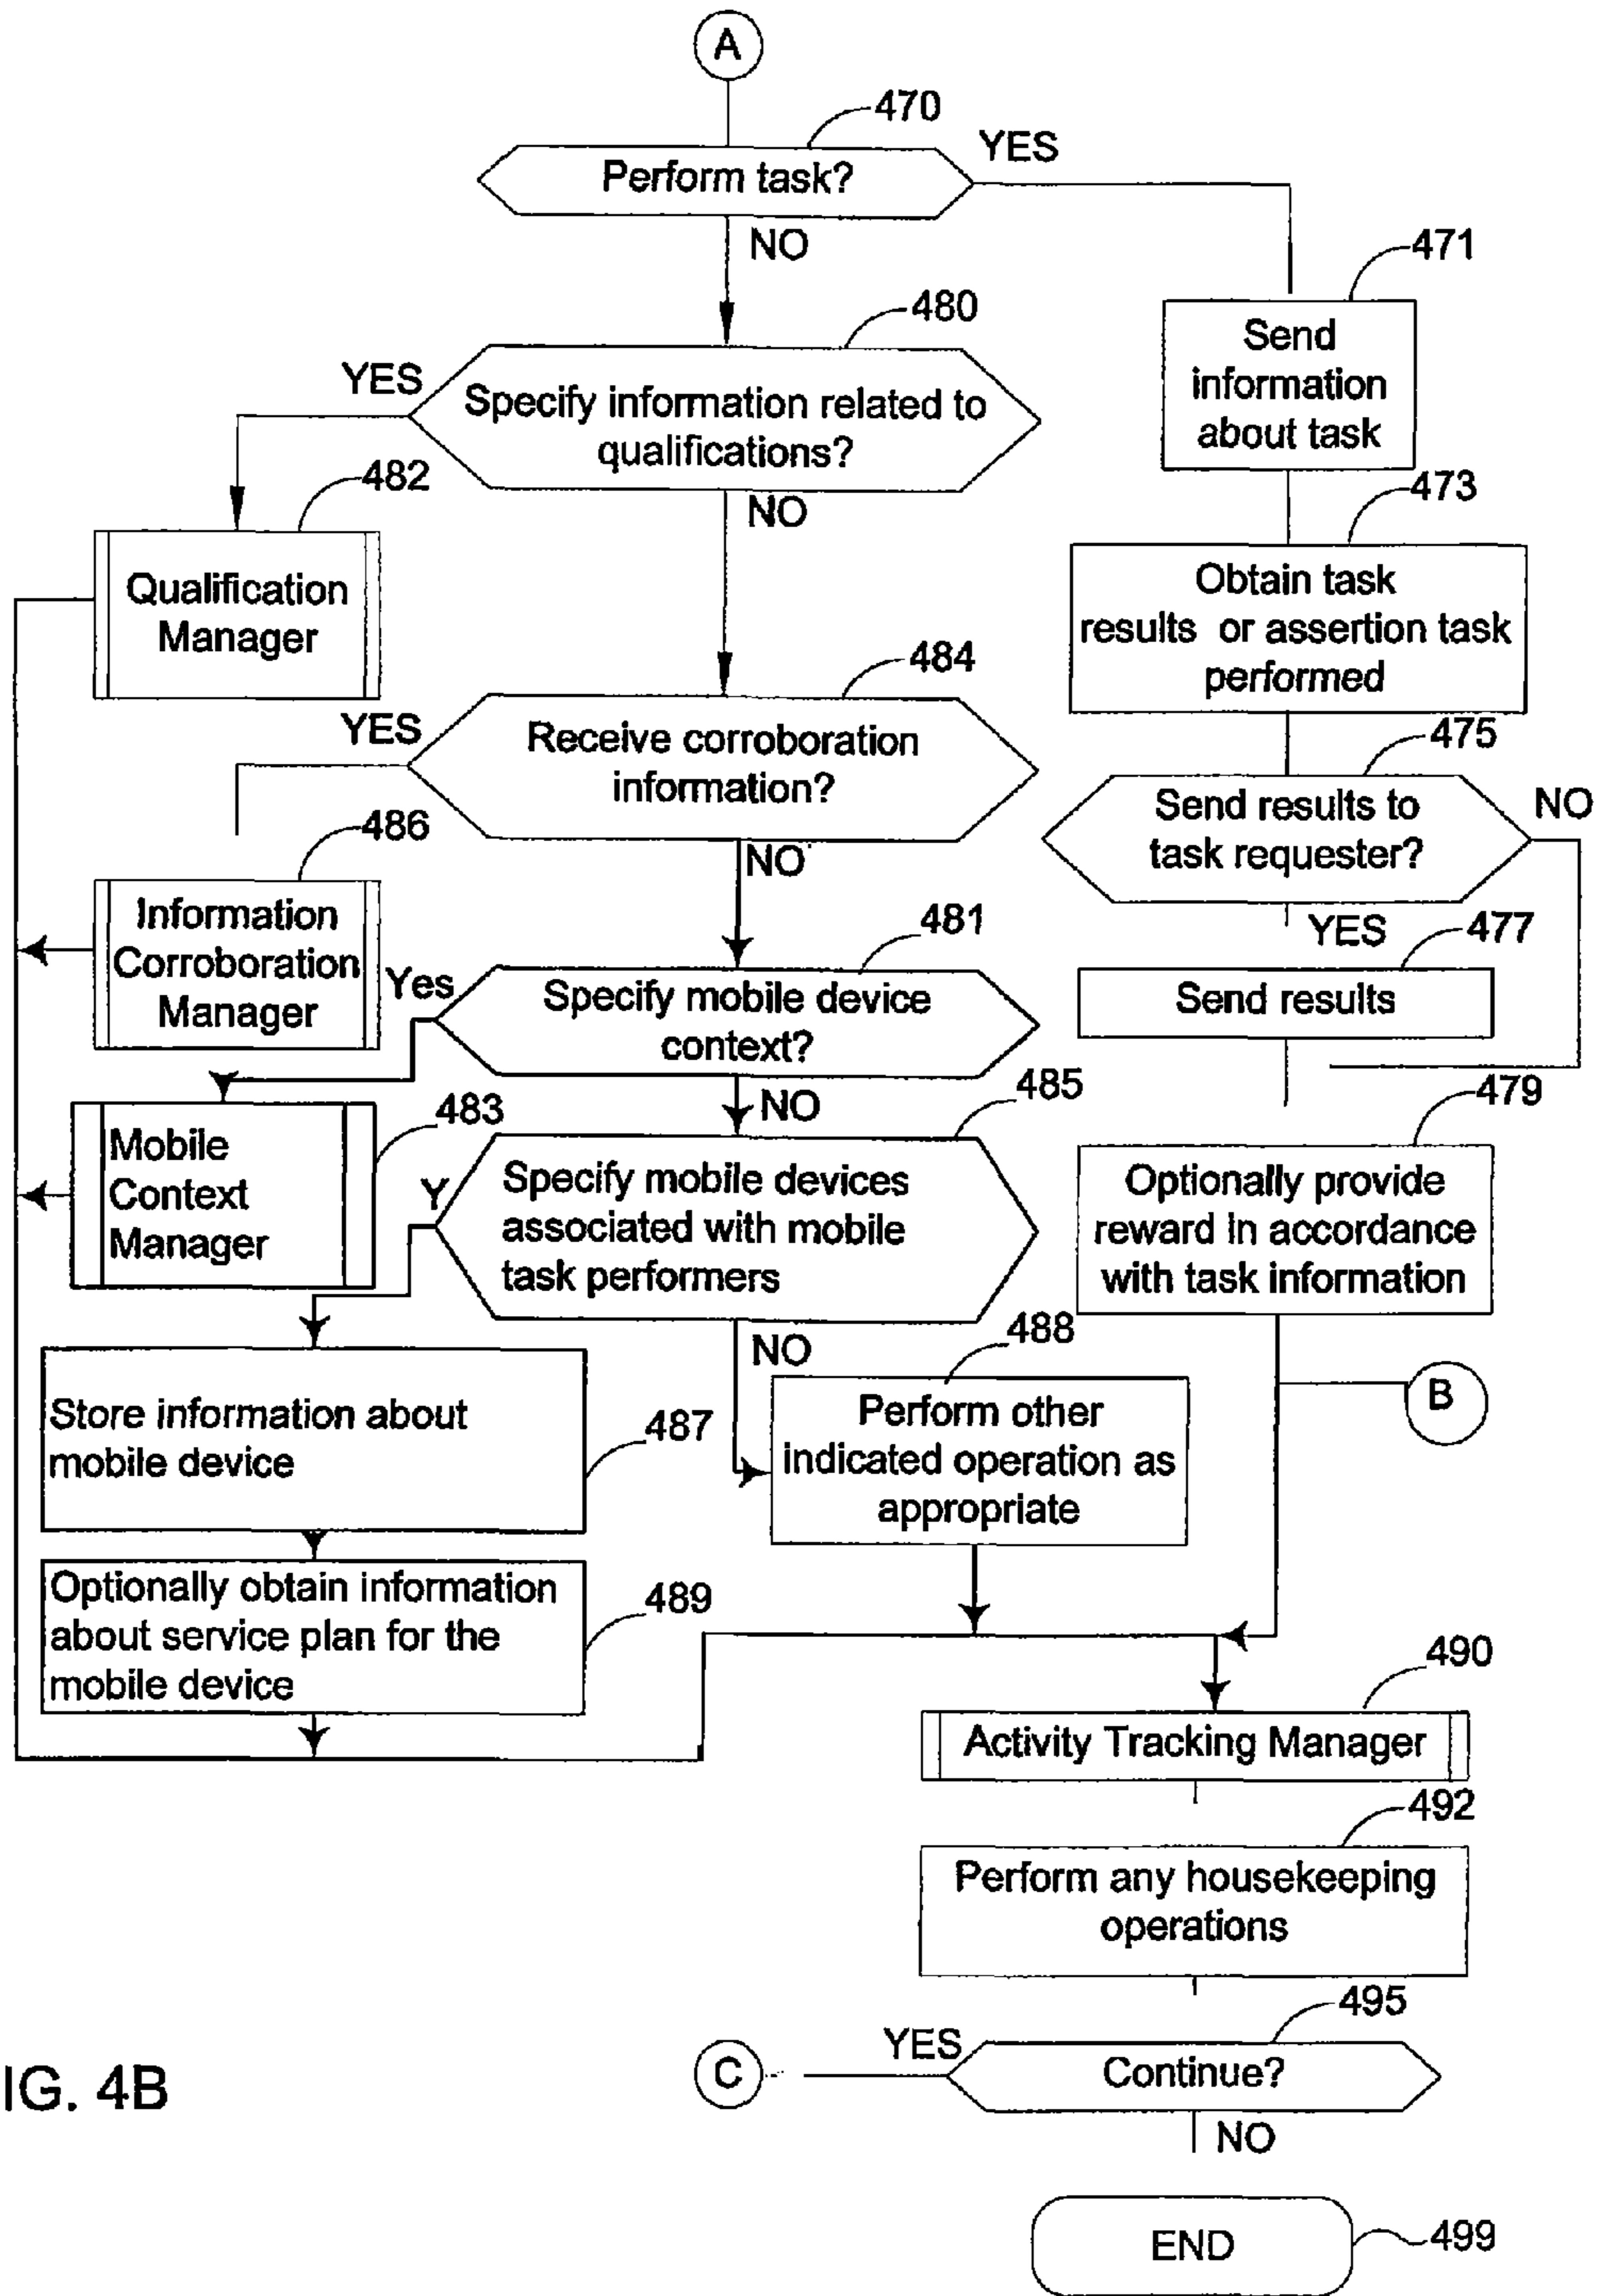 A
470
YES
Perform task?
NO
471
Send
information
about task
480
YES
Specify information related to
qualifications?
NO
482
Qualification
Manager
473
Obtain task
results or assertion task
performed
484
YES
Receive corroboration
information?
NO
475
Send results to
task requester?
NO
YES
486
Information
Corroboration
Manager
481
Yes
Specify mobile device
context?
NO
477
Send results
483
Mobile
Context
Manager
485
Y
Specify mobile devices
associated with mobile
task performers
NO
479
Optionally provide
reward in accordance
with task information
B
488
Perform other
indicated operation as
appropriate
Store information about
mobile device
487
Optionally obtain information
about service plan for the
mobile device
489
490
Activity Tracking Manager
492
Perform any housekeeping
operations
495
C
YES
Continue?
NO
END
499
IG. 4B